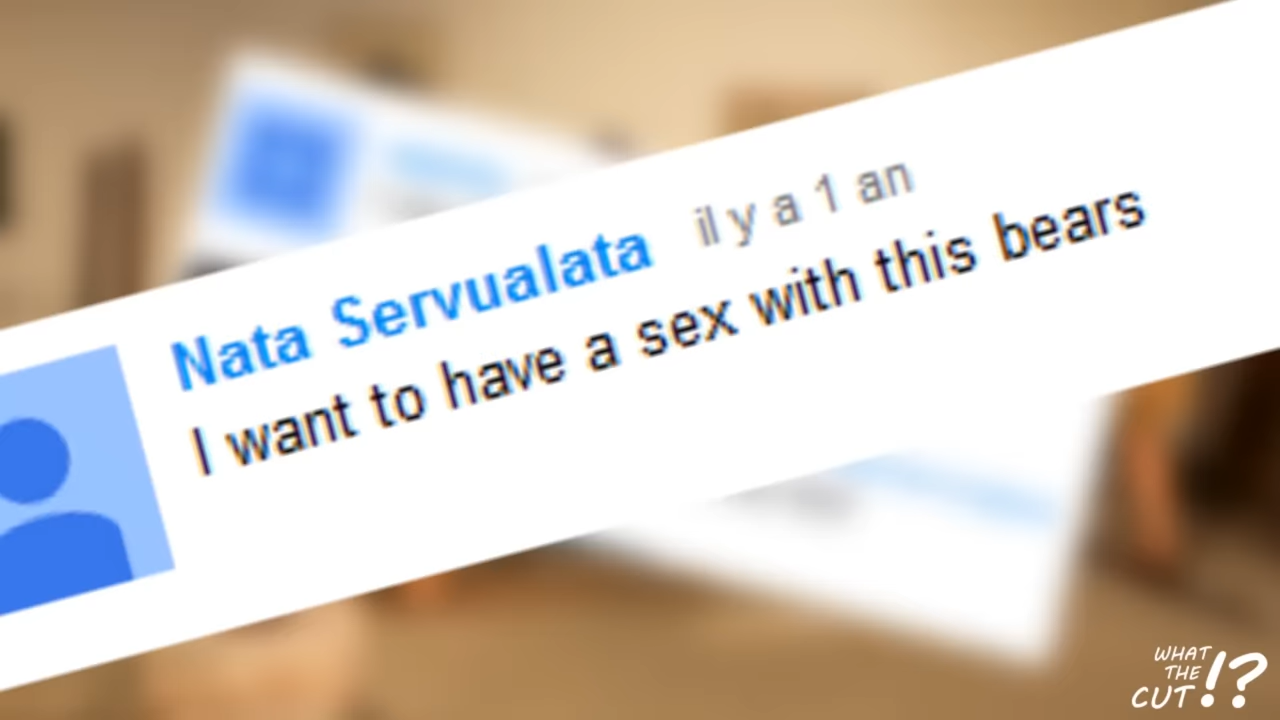 Nata Servualata il y a 1 an
I want to have a sex with this bears
WHAT
THE
CUT !?